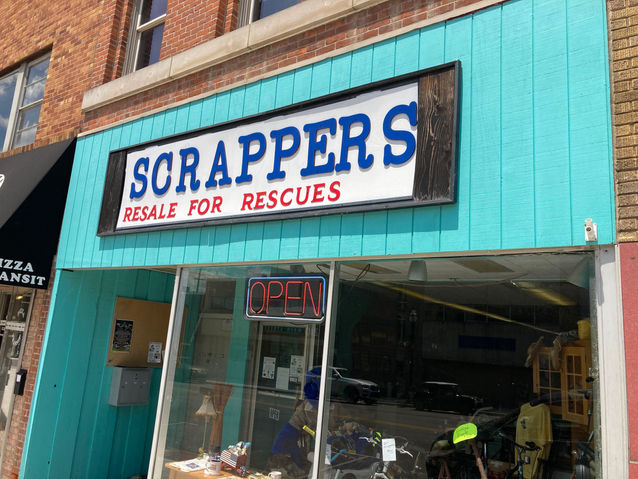 SCRAPPERS
RESALE FOR RESCUES
OPEN
IZZA
ANSIT